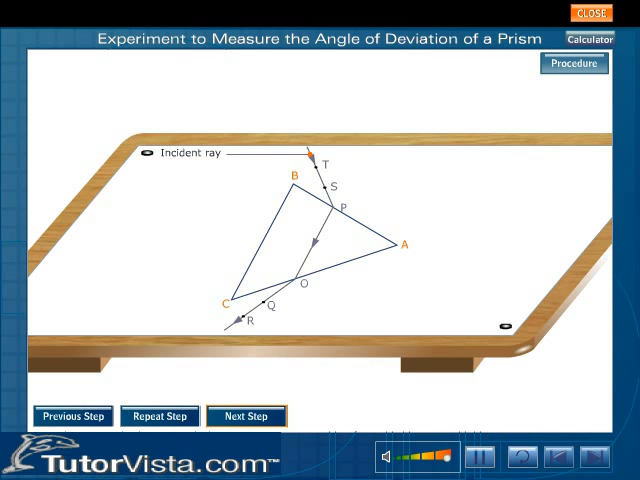 CLOSE
Experiment to Measure the Angle of Deviation of a Prism
Calculator
Procedure
Incident ray
T
B
S
P
A
O
C
Q
R
Previous Step
Repeat Step
Next Step
TutorVista.com™